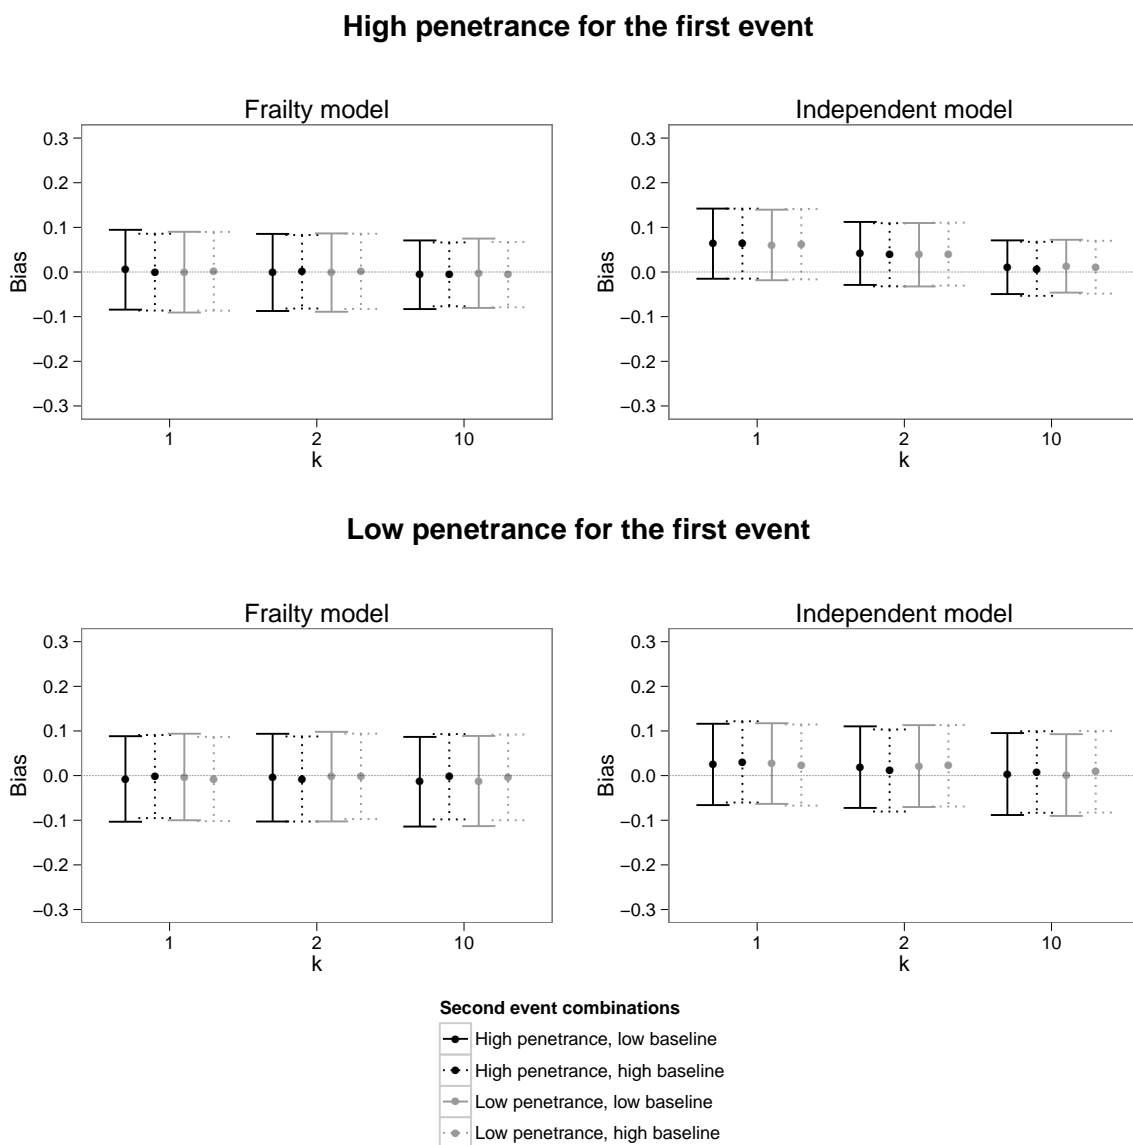 High penetrance for the first event
Frailty model
Independent model
0.3
0.2
0.1
0.0
−0.1
−0.2
−0.3
Bias
1
2
10
k
0.3
0.2
0.1
0.0
−0.1
−0.2
−0.3
Bias
1
2
10
k
Low penetrance for the first event
Frailty model
Independent model
0.3
0.2
0.1
0.0
−0.1
−0.2
−0.3
Bias
1
2
10
k
0.3
0.2
0.1
0.0
−0.1
−0.2
−0.3
Bias
1
2
10
k
Second event combinations
High penetrance, low baseline
High penetrance, high baseline
Low penetrance, low baseline
Low penetrance, high baseline